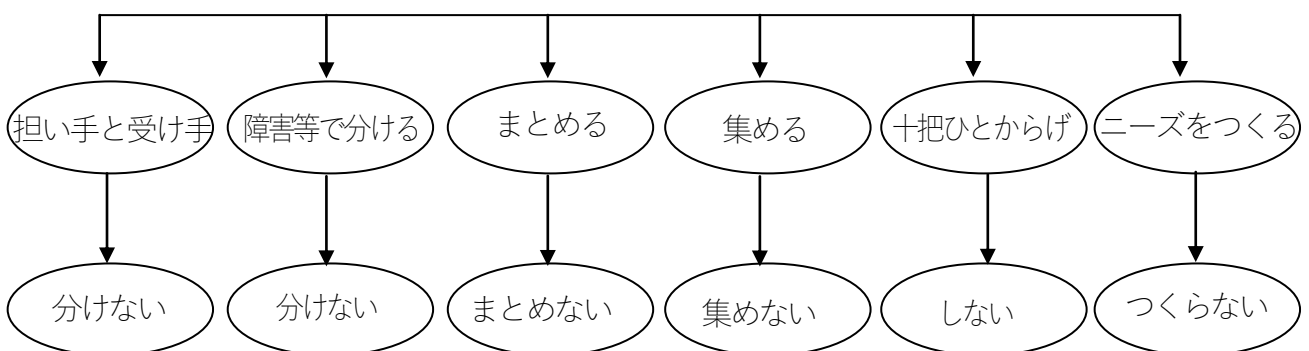 担い手と受け手
障害等で分ける
まとめる
集める
十把ひとからげ
ニーズをつくる
分けない
分けない
まとめない
集めない
しない
つくらない